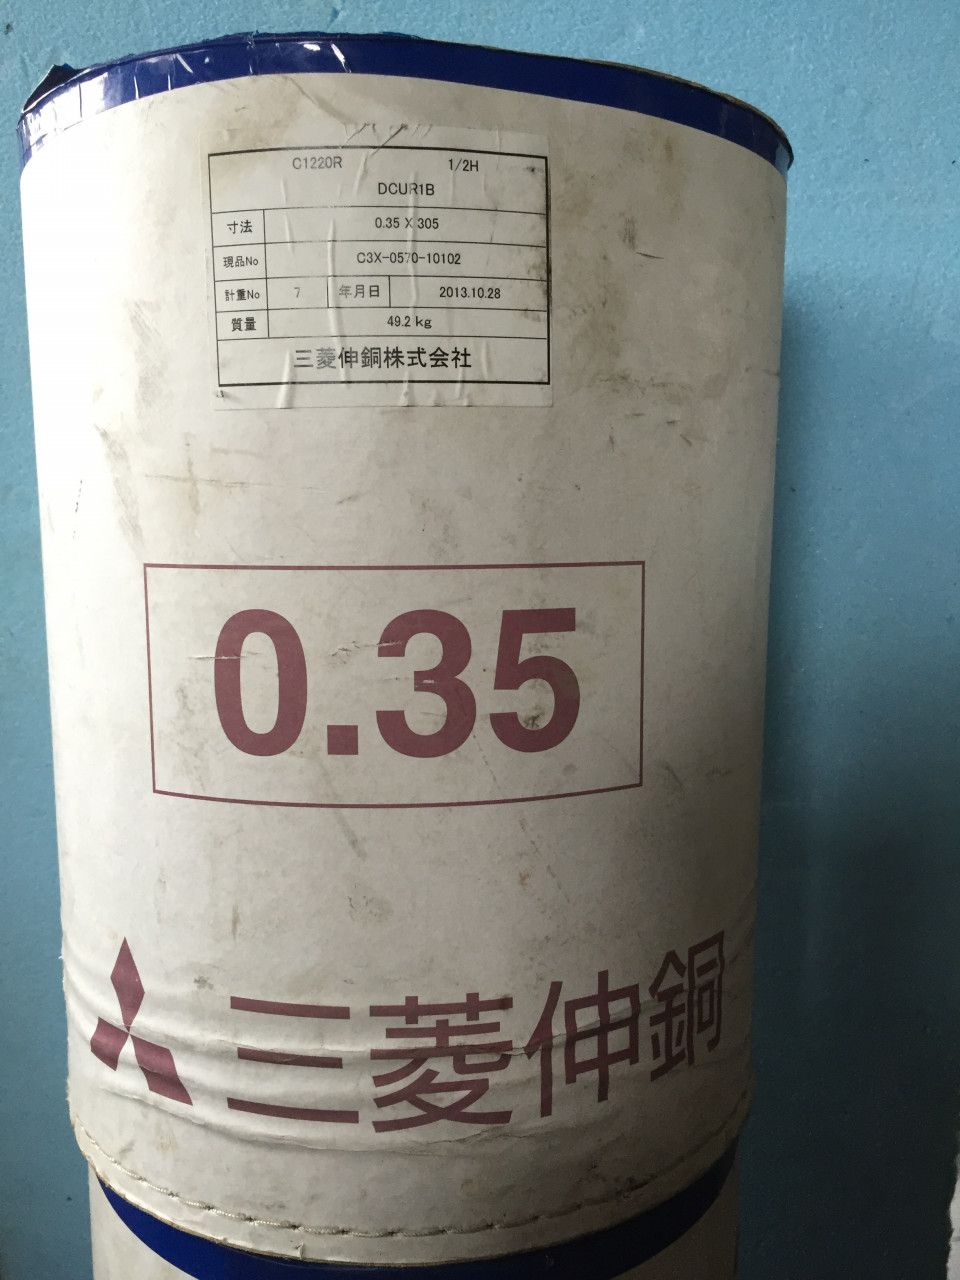 C1220R 1/2H
DCUR1B
寸法 0.35 X 305
現品No C3X-0570-10102
計重No 7 年月日 2013.10.28
質量 49.2 kg
三菱伸銅株式会社
0.35
三菱伸銅